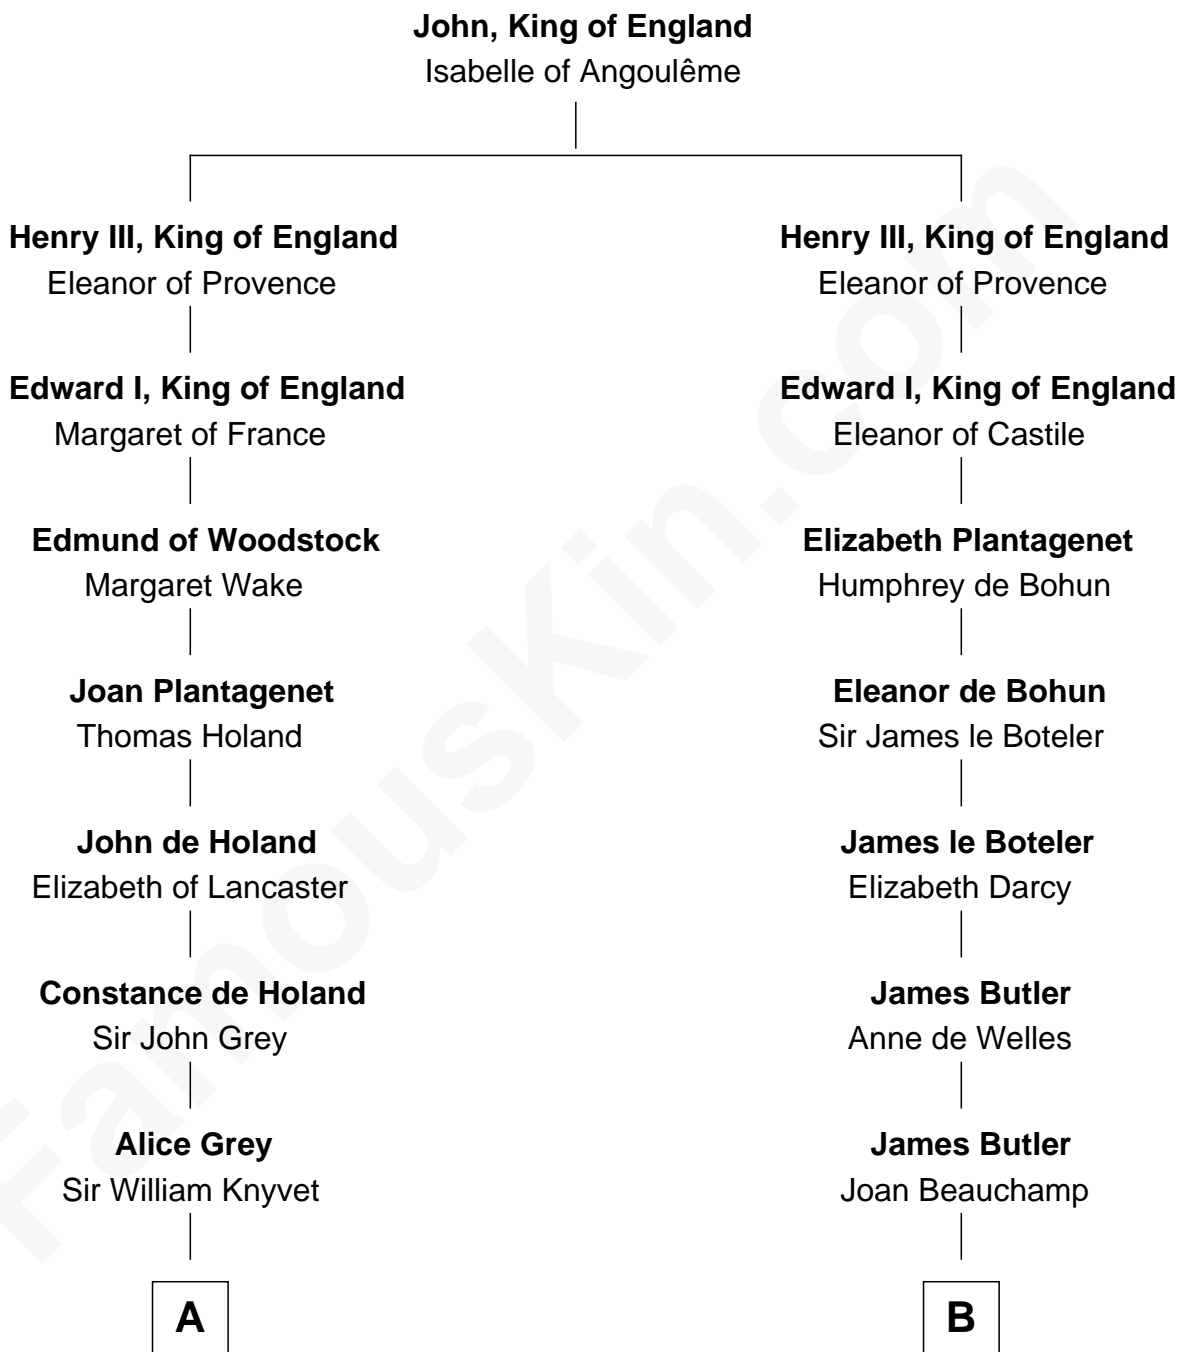 John, King of England
Isabelle of Angoulême
Henry III, King of England
Eleanor of Provence
Henry III, King of England
Eleanor of Provence
Edward I, King of England
Margaret of France
Edward I, King of England
Eleanor of Castile
Edmund of Woodstock
Margaret Wake
Elizabeth Plantagenet
Humphrey de Bohun
Joan Plantagenet
Thomas Holand
Eleanor de Bohun
Sir James le Boteler
John de Holand
Elizabeth of Lancaster
James le Boteler
Elizabeth Darcy
Constance de Holand
Sir John Grey
James Butler
Anne de Welles
Alice Grey
Sir William Knyvet
James Butler
Joan Beauchamp
A
B
FamousKin.com